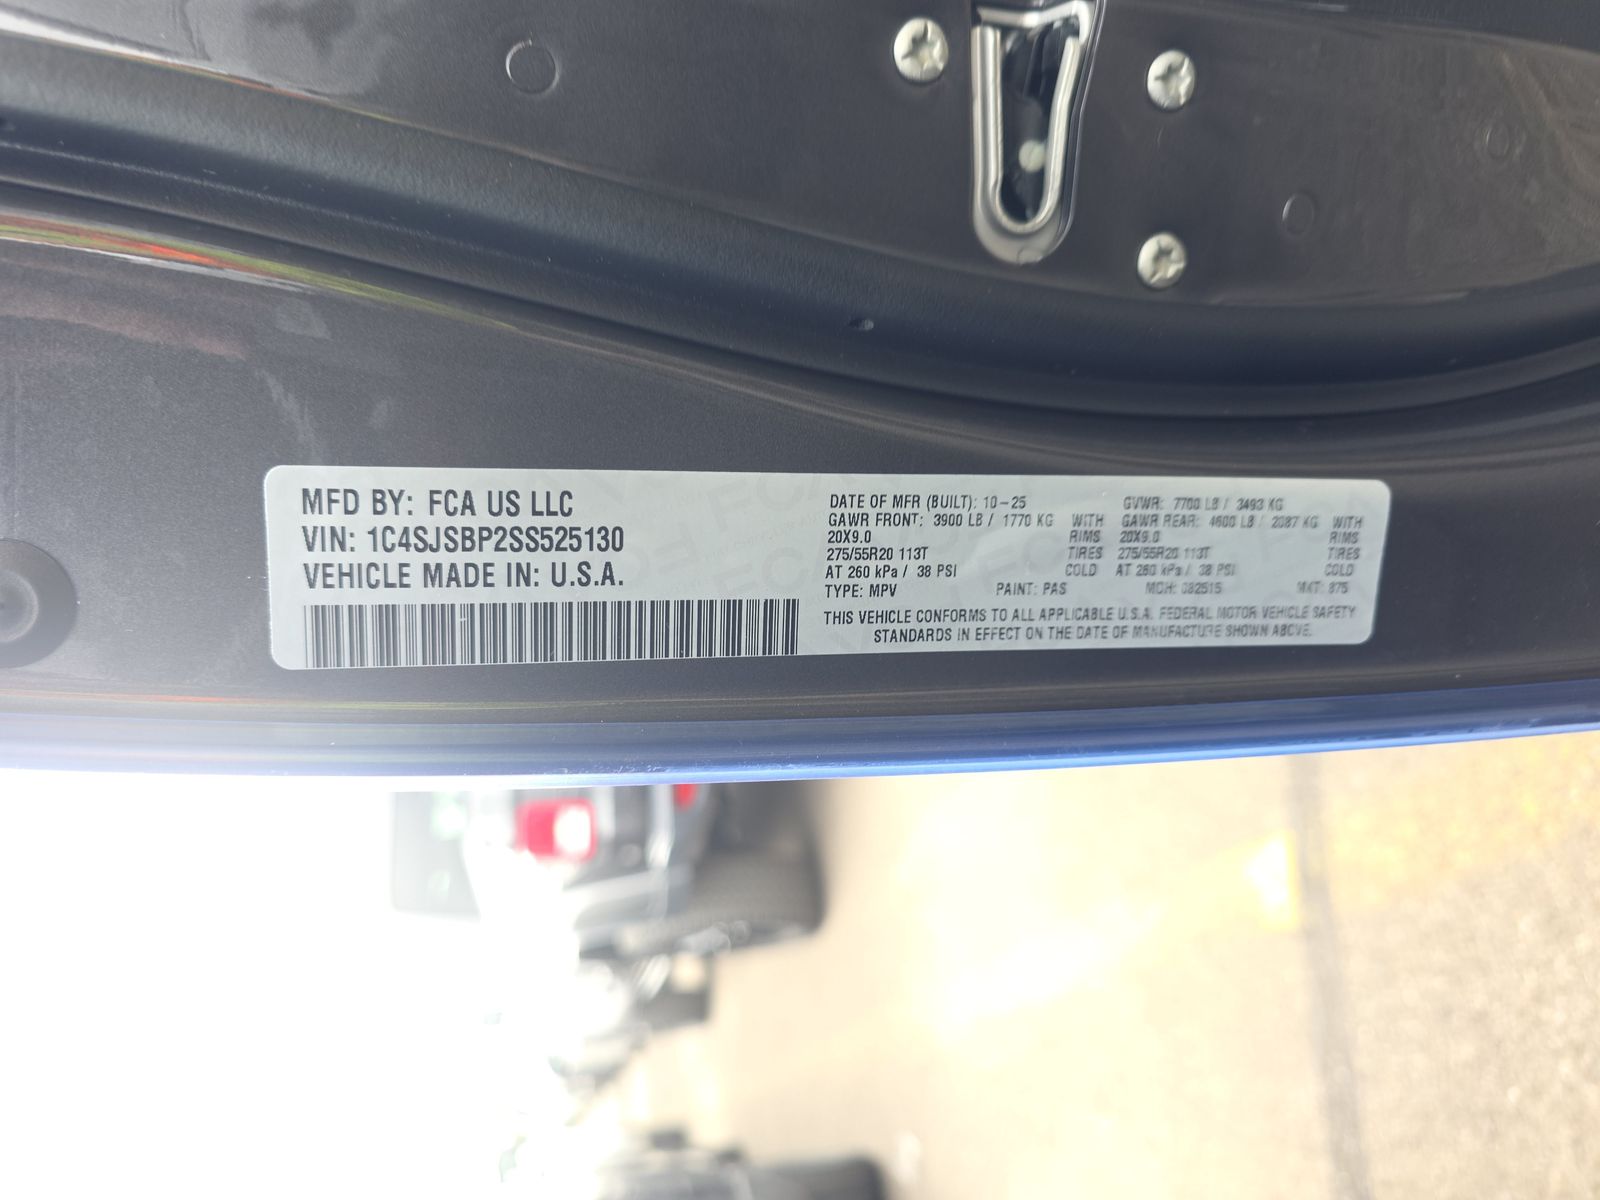 MFD BY: FCA US LLC
VIN: 1C4SJSBP2SS525130
VEHICLE MADE IN: U.S.A.
DATE OF MFR (BUILT): 10-25 GVWR: 7700 LB / 3493 KG
GAWR FRONT: 3900 LB / 1770 KG WITH GAWR REAR: 4600 LB / 2087 KG WITH
20X9.0 RIMS 20X9.0 RIMS
275/55R20 113T TIRES 275/55R20 113T TIRES
AT 260 kPa / 38 PSI COLD AT 260 kPa / 38 PSI COLD
TYPE: MPV PAINT: PAS MDH: 082515 MKT: 875
THIS VEHICLE CONFORMS TO ALL APPLICABLE U.S.A. FEDERAL MOTOR VEHICLE SAFETY
STANDARDS IN EFFECT ON THE DATE OF MANUFACTURE SHOWN ABOVE.